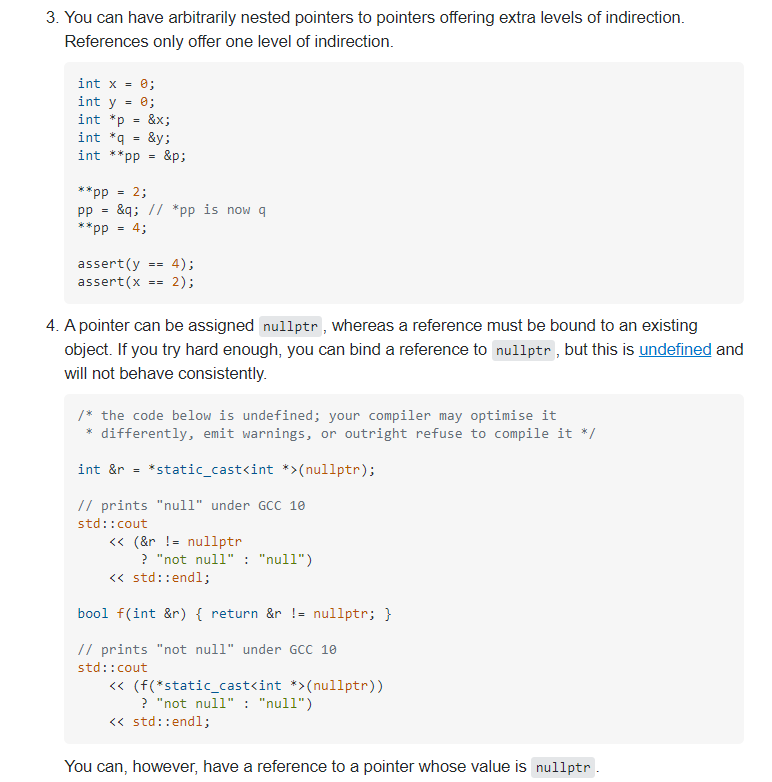 3. You can have arbitrarily nested pointers to pointers offering extra levels of indirection.
References only offer one level of indirection.
int x = 0;
int y = 0;
int *p = &x;
int *q = &y;
int **pp = &p;
**pp = 2;
pp = &q; // *pp is now q
**pp = 4;
assert(y == 4);
assert(x == 2);
4. A pointer can be assigned nullptr, whereas a reference must be bound to an existing
object. If you try hard enough, you can bind a reference to nullptr, but this is undefined and
will not behave consistently.
/* the code below is undefined; your compiler may optimise it
 * differently, emit warnings, or outright refuse to compile it */
int &r = *static_cast<int *>(nullptr);
// prints "null" under GCC 10
std::cout
    << (&r != nullptr
        ? "not null" : "null")
    << std::endl;
bool f(int &r) { return &r != nullptr; }
// prints "not null" under GCC 10
std::cout
    << (f(*static_cast<int *>(nullptr))
        ? "not null" : "null")
    << std::endl;
You can, however, have a reference to a pointer whose value is nullptr.